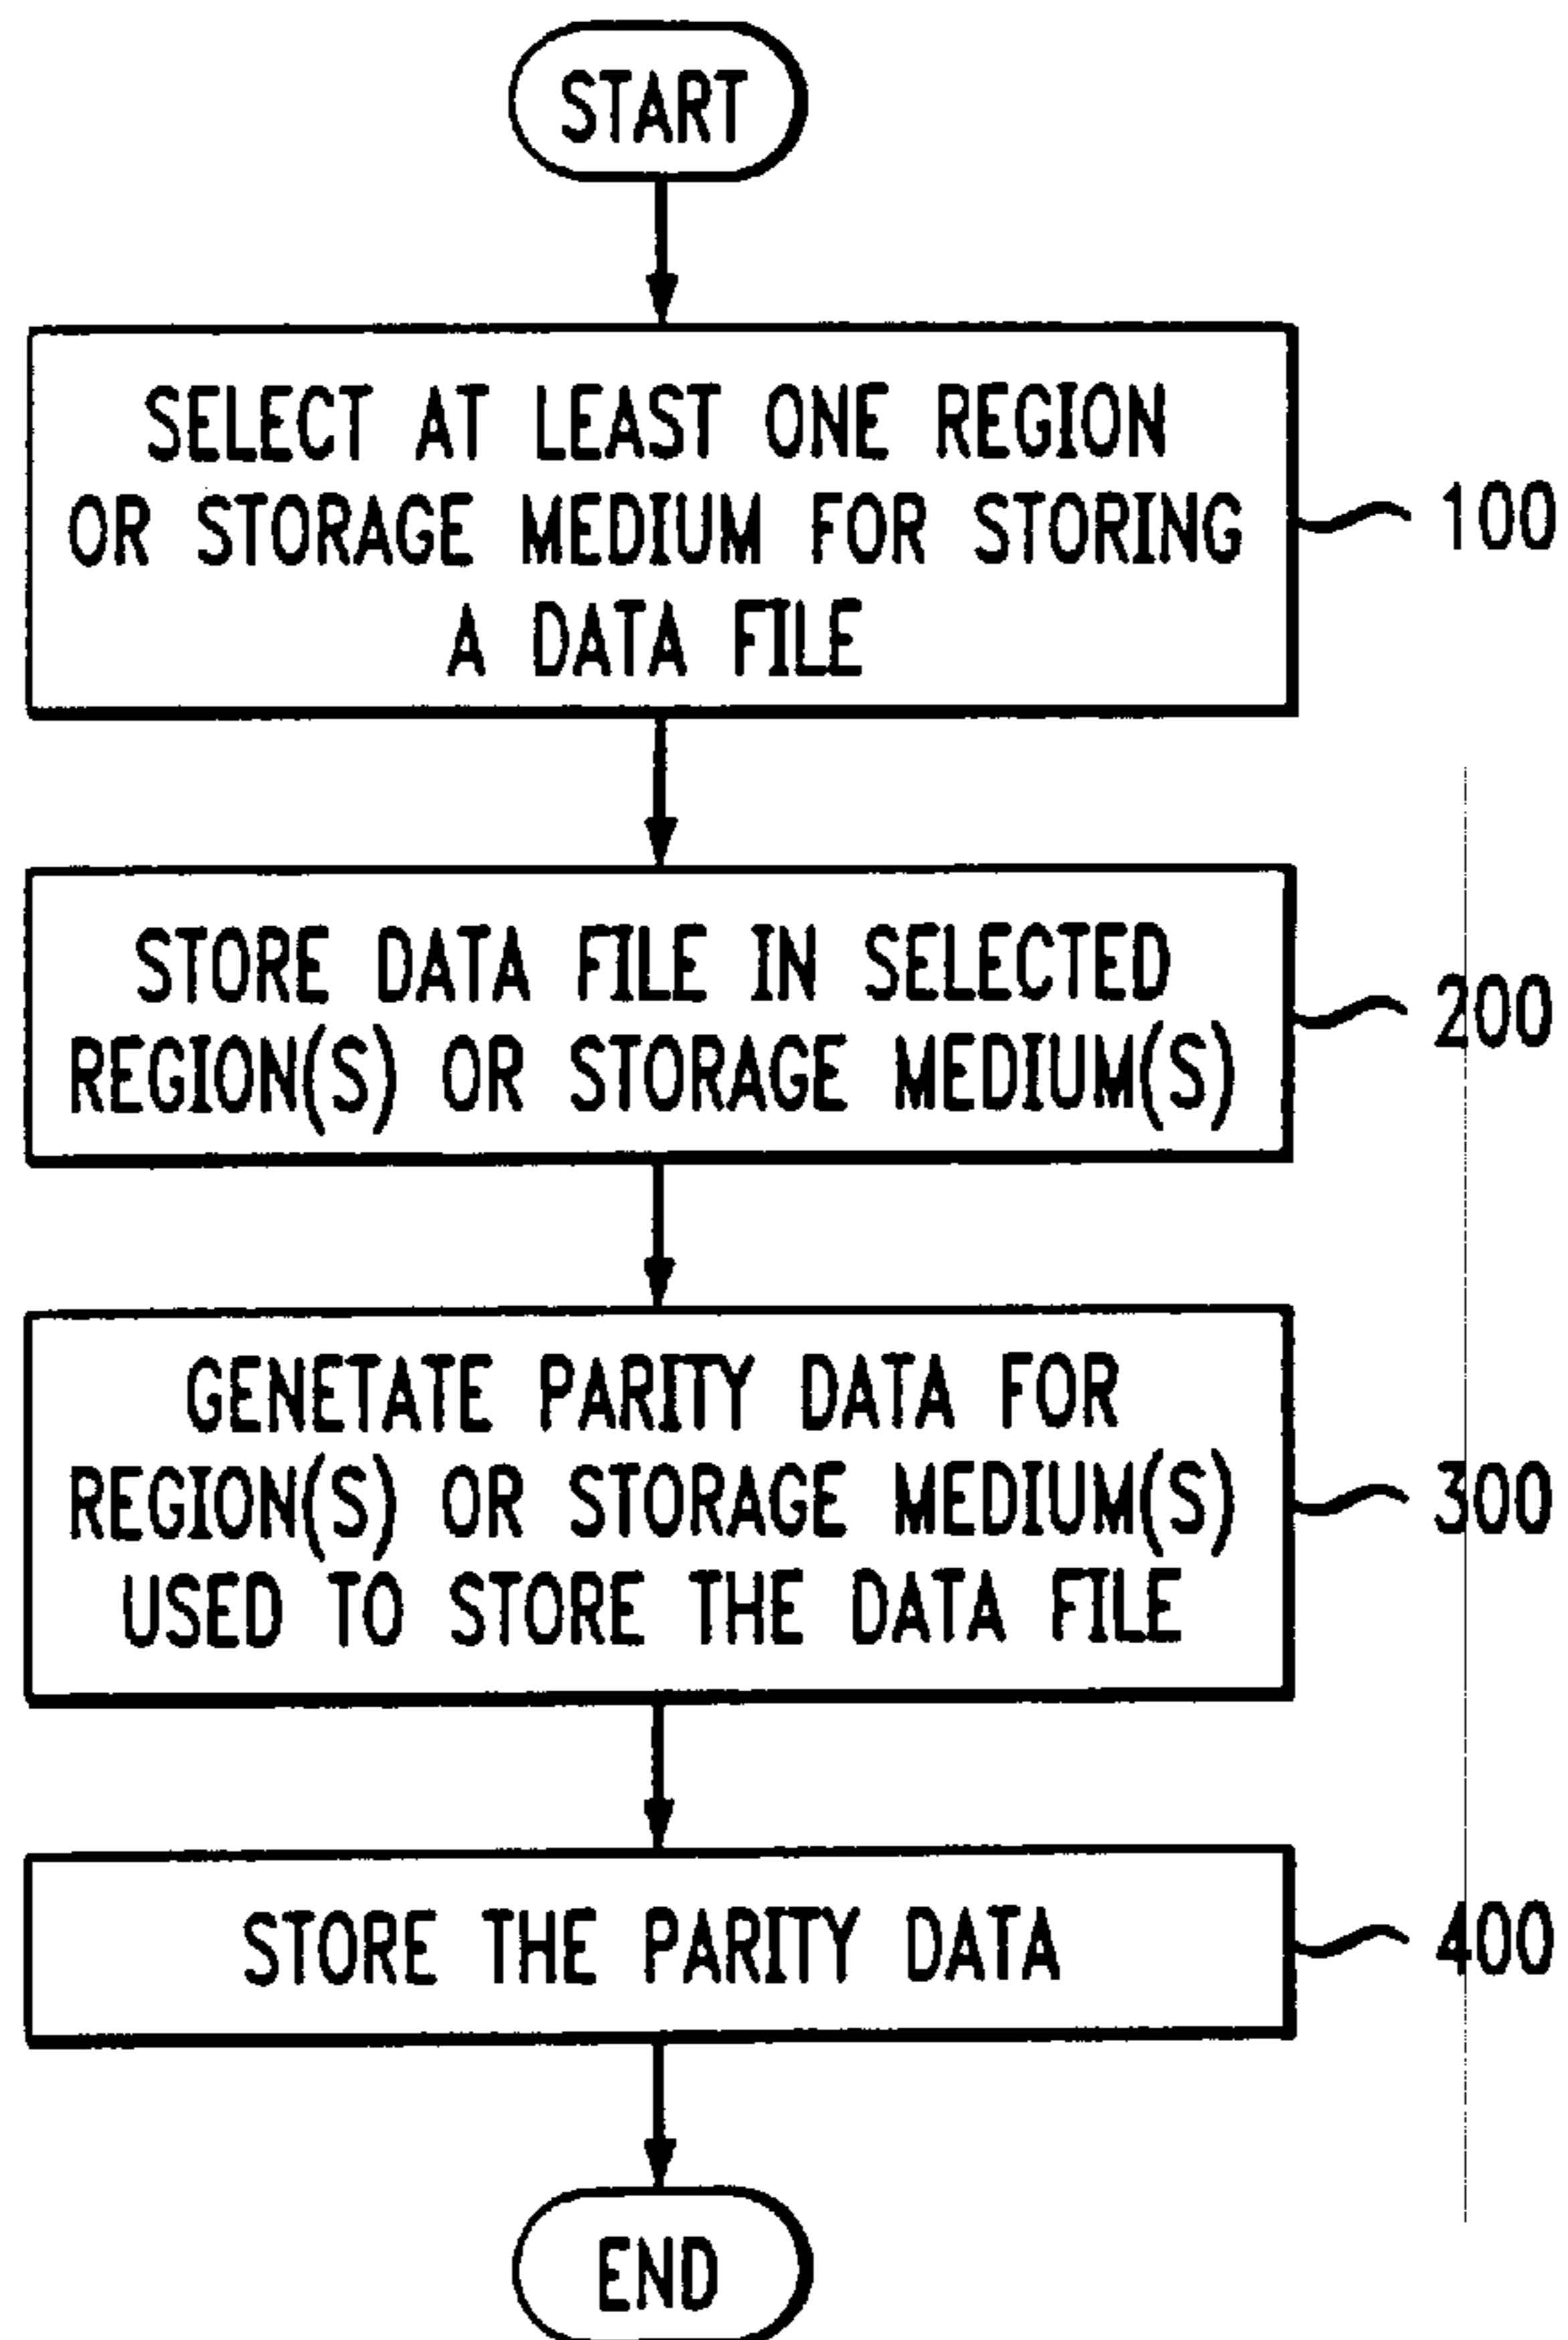 START
SELECT AT LEAST ONE REGION
OR STORAGE MEDIUM FOR STORING
A DATA FILE
100
STORE DATA FILE IN SELECTED
REGION(S) OR STORAGE MEDIUM(S)
200
GENETATE PARITY DATA FOR
REGION(S) OR STORAGE MEDIUM(S)
USED TO STORE THE DATA FILE
300
STORE THE PARITY DATA
400
END